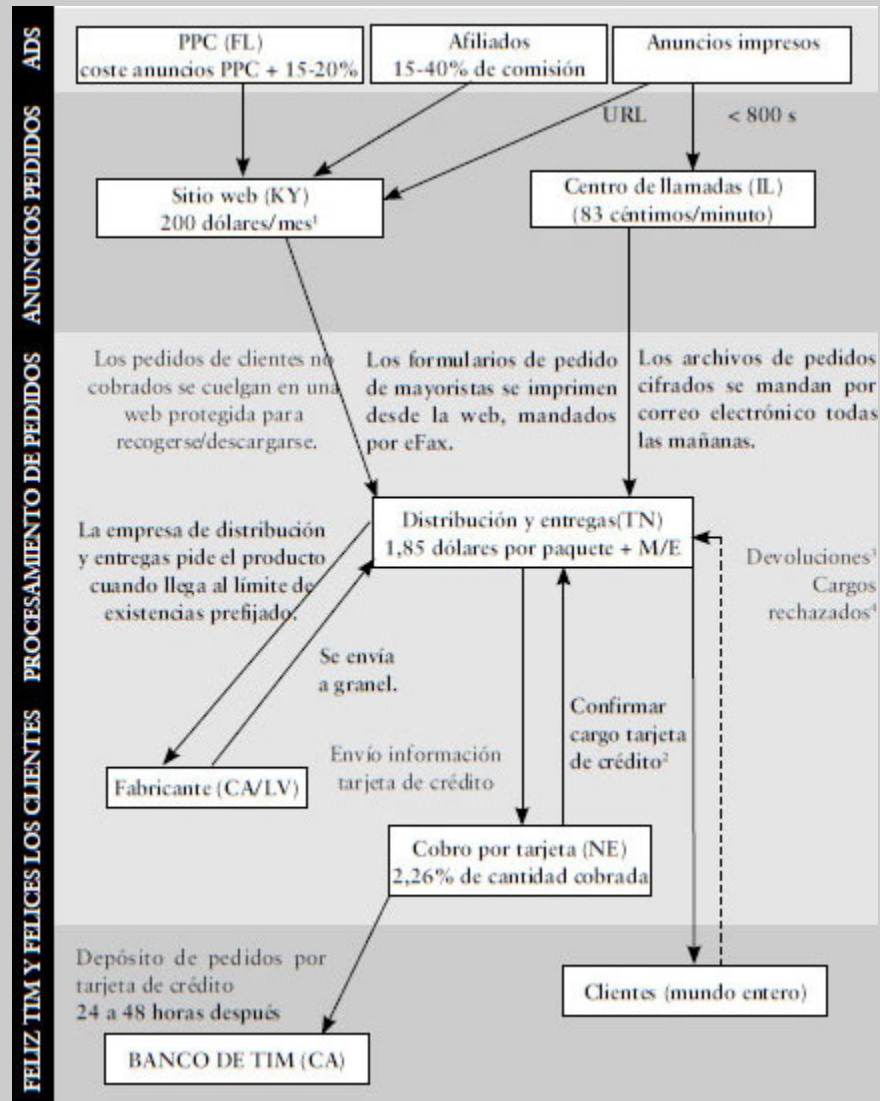 ADS
PPC (FL)
coste anuncios PPC + 15-20%
Afiliados
15-40% de comisión
Anuncios impresos
ANUNCIOS PEDIDOS
URL
< 800 s
Sitio web (KY)
200 dólares/mes¹
Centro de llamadas (IL)
(83 céntimos/minuto)
PROCESAMIENTO DE PEDIDOS
Los pedidos de clientes no
cobrados se cuelgan en una
web protegida para
recogerse/descargarse.
Los formularios de pedido
de mayoristas se imprimen
desde la web, mandados
por eFax.
Los archivos de pedidos
cifrados se mandan por
correo electrónico todas
las mañanas.
Distribución y entregas(TN)
1,85 dólares por paquete + M/E
La empresa de distribución
y entregas pide el producto
cuando llega al límite de
existencias prefijado.
Devoluciones³
Cargos
rechazados⁴
Se envía
a granel.
Confirmar
cargo tarjeta
de crédito²
Envío información
tarjeta de crédito
Fabricante (CA/LV)
Cobro por tarjeta (NE)
2,26% de cantidad cobrada
FELIZ TIM Y FELICES LOS CLIENTES
Depósito de pedidos por
tarjeta de crédito
24 a 48 horas después
Clientes (mundo entero)
BANCO DE TIM (CA)